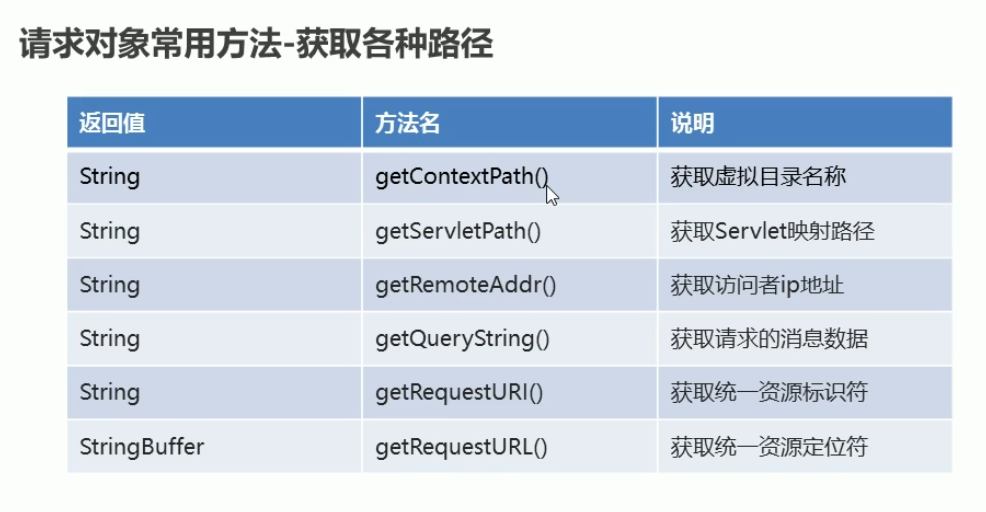 请求对象常用方法-获取各种路径
返回值 方法名 说明
String getContextPath() 获取虚拟目录名称
String getServletPath() 获取Servlet映射路径
String getRemoteAddr() 获取访问者ip地址
String getQueryString() 获取请求的消息数据
String getRequestURI() 获取统一资源标识符
StringBuffer getRequestURL() 获取统一资源定位符